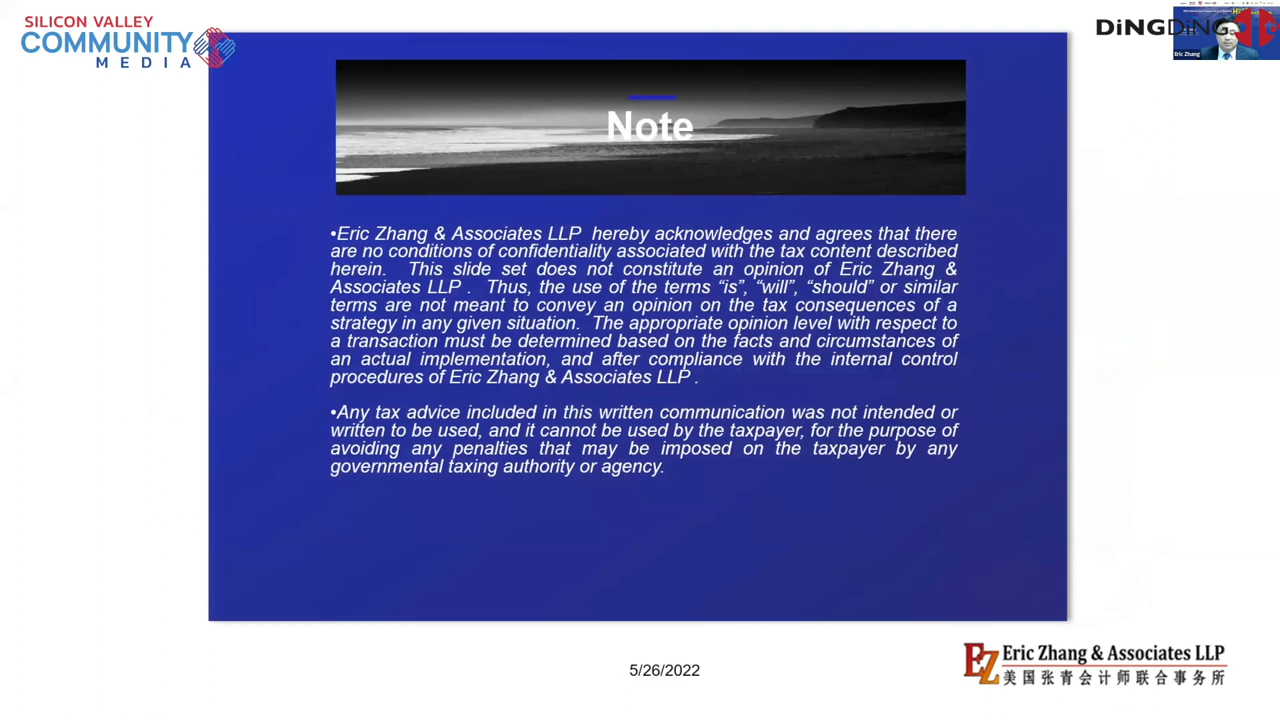 SILICON VALLEY
COMMUNITY
MEDIA
DiNGDiNG
Eric Zhang
Note
•Eric Zhang & Associates LLP hereby acknowledges and agrees that there
are no conditions of confidentiality associated with the tax content described
herein. This slide set does not constitute an opinion of Eric Zhang &
Associates LLP . Thus, the use of the terms “is”, “will”, “should” or similar
terms are not meant to convey an opinion on the tax consequences of a
strategy in any given situation. The appropriate opinion level with respect to
a transaction must be determined based on the facts and circumstances of
an actual implementation, and after compliance with the internal control
procedures of Eric Zhang & Associates LLP .
•Any tax advice included in this written communication was not intended or
written to be used, and it cannot be used by the taxpayer, for the purpose of
avoiding any penalties that may be imposed on the taxpayer by any
governmental taxing authority or agency.
5/26/2022
EZ
Eric Zhang & Associates LLP
美国张青会计师联合事务所